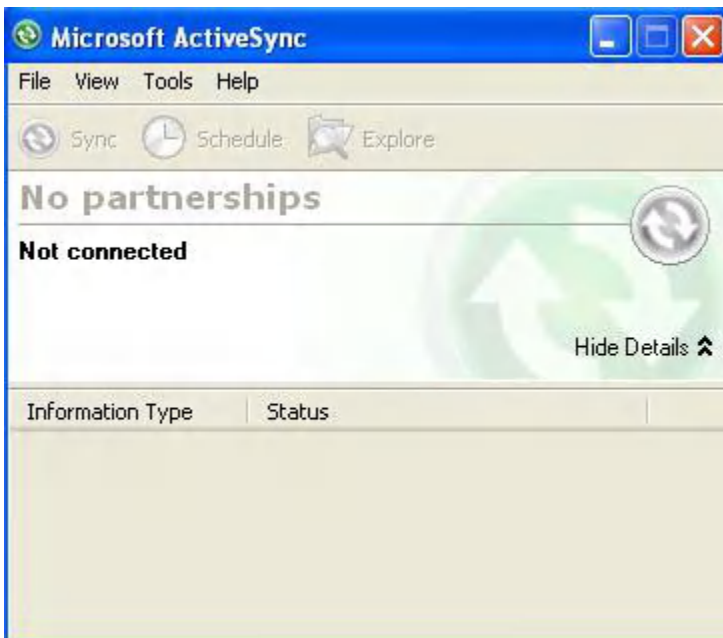 Microsoft ActiveSync
File View Tools Help
Sync Schedule Explore
No partnerships
Not connected
Hide Details
Information Type Status